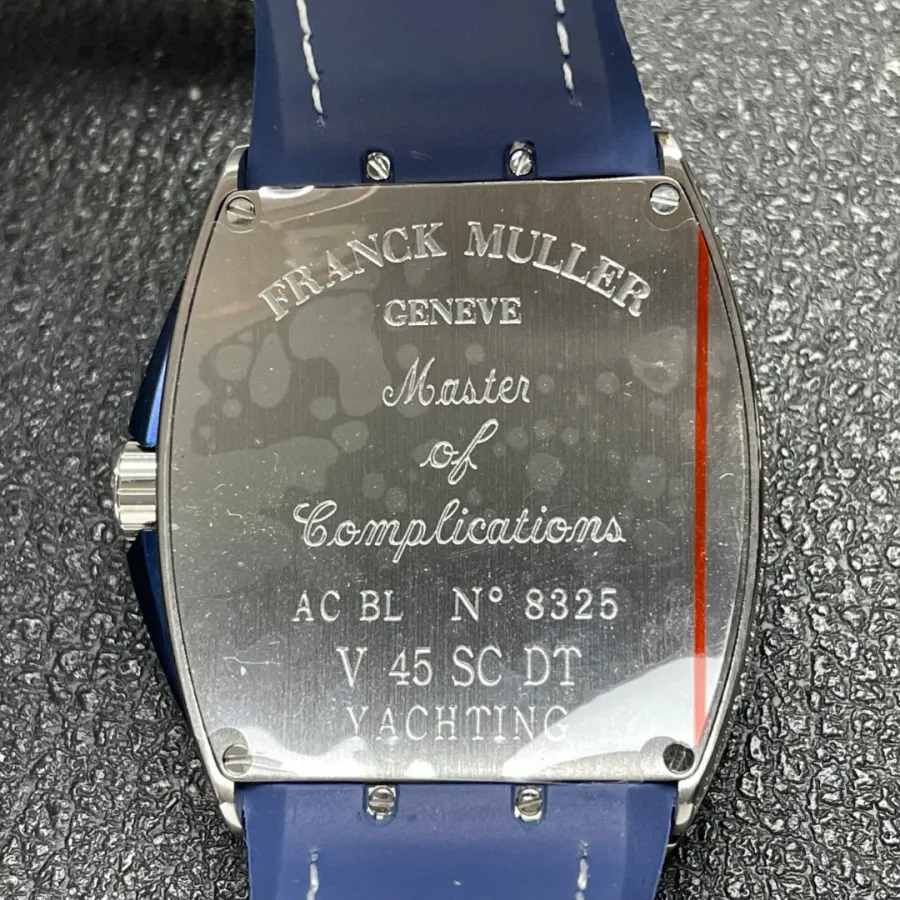 FRANCK MULLER
GENEVE
Master
of
Complications
AC BL N° 8325
V 45 SC DT
YACHTING